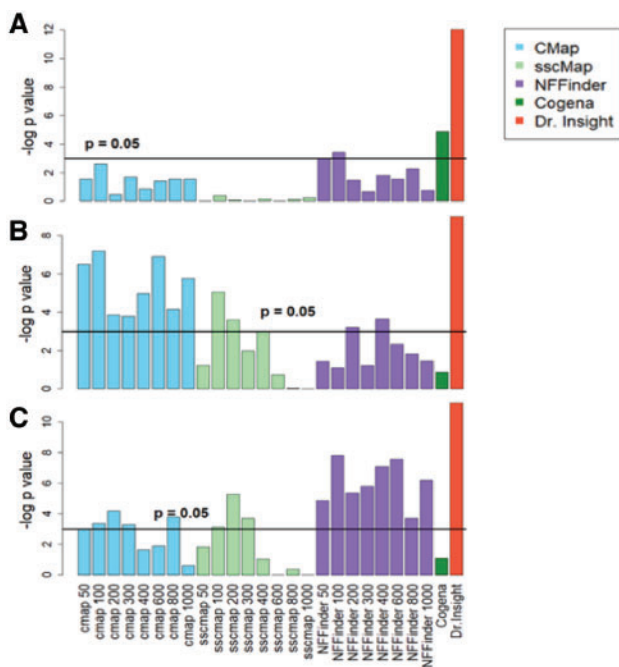 A
-log p value
0 2 4 6 8 10 12
p = 0.05
CMap
sscMap
NFFinder
Cogena
Dr. Insight
B
-log p value
0 2 4 6 8
p = 0.05
C
-log p value
0 2 4 6 8 10
p = 0.05
cmap 50
cmap 100
cmap 200
cmap 300
cmap 400
cmap 600
cmap 800
cmap 1000
sscmap 50
sscmap 100
sscmap 200
sscmap 300
sscmap 400
sscmap 600
sscmap 800
sscmap 1000
NFFinder 50
NFFinder 100
NFFinder 200
NFFinder 300
NFFinder 400
NFFinder 600
NFFinder 800
NFFinder 1000
Cogena
Dr. Insight